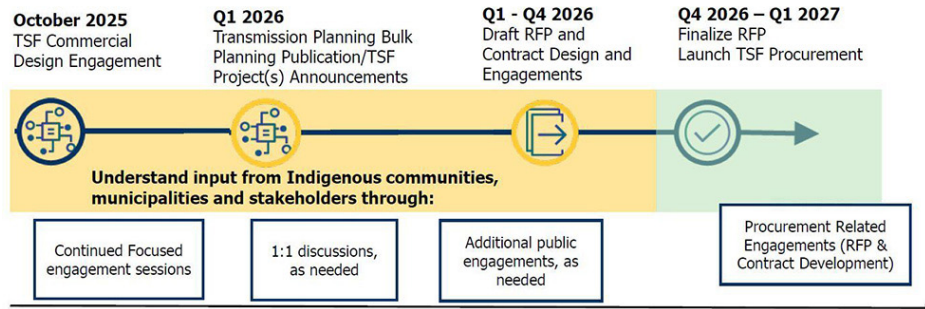 October 2025
TSF Commercial
Design Engagement
Q1 2026
Transmission Planning Bulk
Planning Publication/TSF
Project(s) Announcements
Q1 - Q4 2026
Draft RFP and
Contract Design and
Engagements
Q4 2026 – Q1 2027
Finalize RFP
Launch TSF Procurement
Understand input from Indigenous communities,
municipalities and stakeholders through:
Continued Focused
engagement sessions
1:1 discussions,
as needed
Additional public
engagements, as
needed
Procurement Related
Engagements (RFP &
Contract Development)